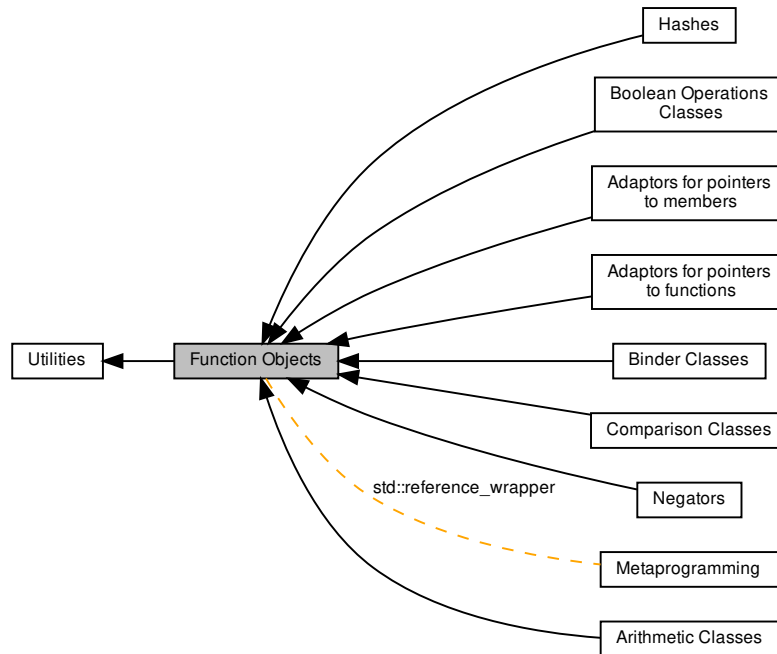 Hashes
Boolean Operations
Classes
Adaptors for pointers
to members
Adaptors for pointers
to functions
Utilities
Function Objects
Binder Classes
Comparison Classes
std::reference_wrapper
Negators
Metaprogramming
Arithmetic Classes